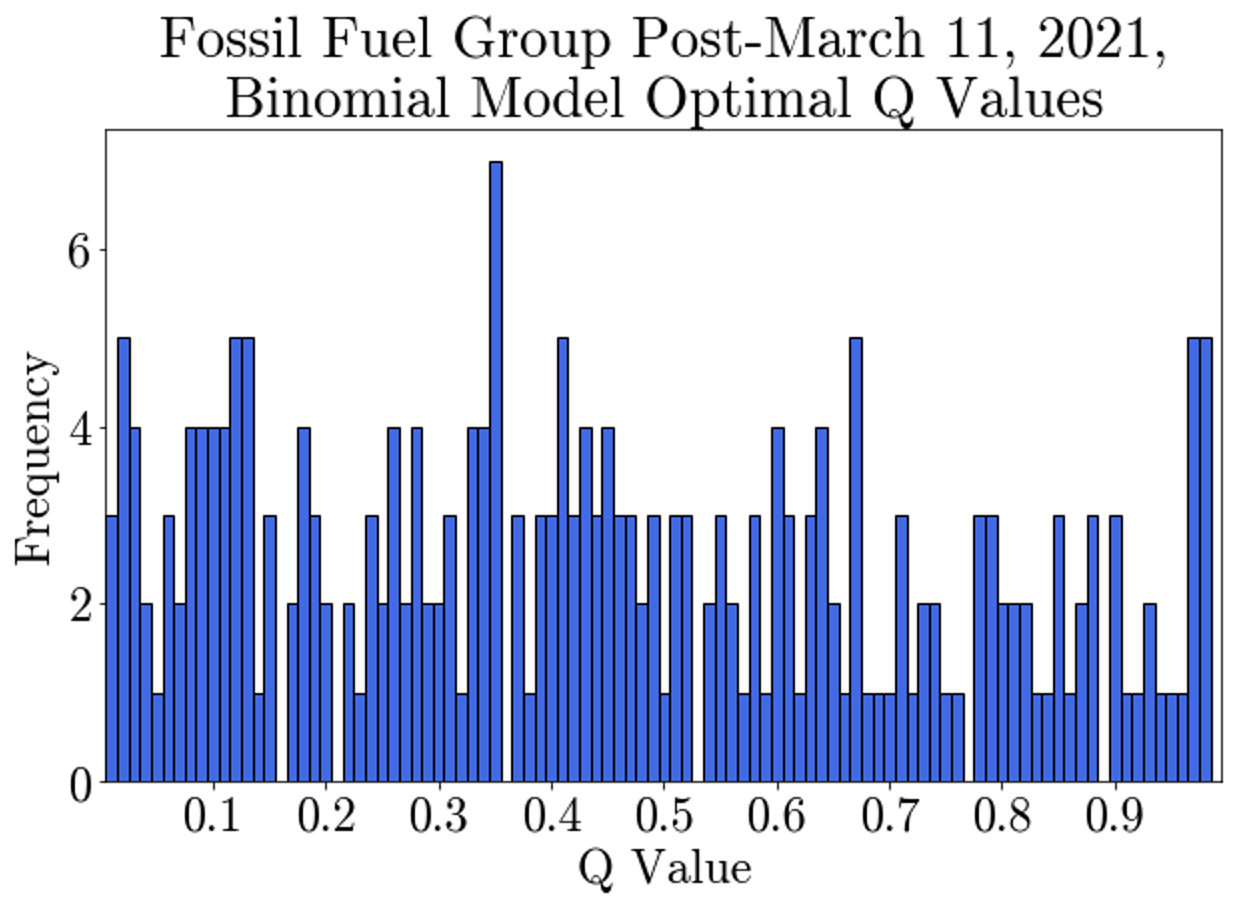 Fossil Fuel Group Post-March 11, 2021,
Binomial Model Optimal Q Values
Frequency
6
4
2
0
0.1 0.2 0.3 0.4 0.5 0.6 0.7 0.8 0.9
Q Value